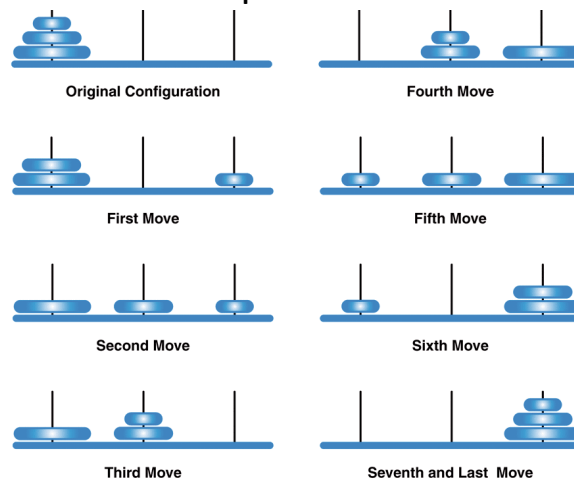 Original Configuration
Fourth Move
First Move
Fifth Move
Second Move
Sixth Move
Third Move
Seventh and Last Move